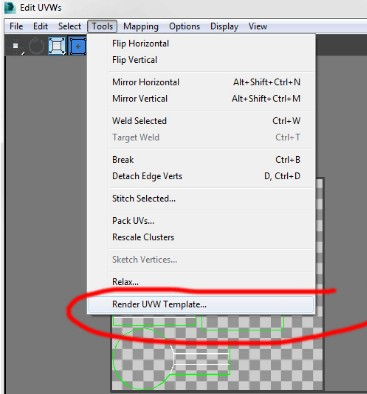 Edit UVWs
File Edit Select Tools Mapping Options Display View
Flip Horizontal
Flip Vertical
Mirror Horizontal Alt+Shift+Ctrl+N
Mirror Vertical Alt+Shift+Ctrl+M
Weld Selected Ctrl+W
Target Weld Ctrl+T
Break Ctrl+B
Detach Edge Verts D, Ctrl+D
Stitch Selected...
Pack UVs...
Rescale Clusters
Sketch Vertices...
Relax...
Render UVW Template...